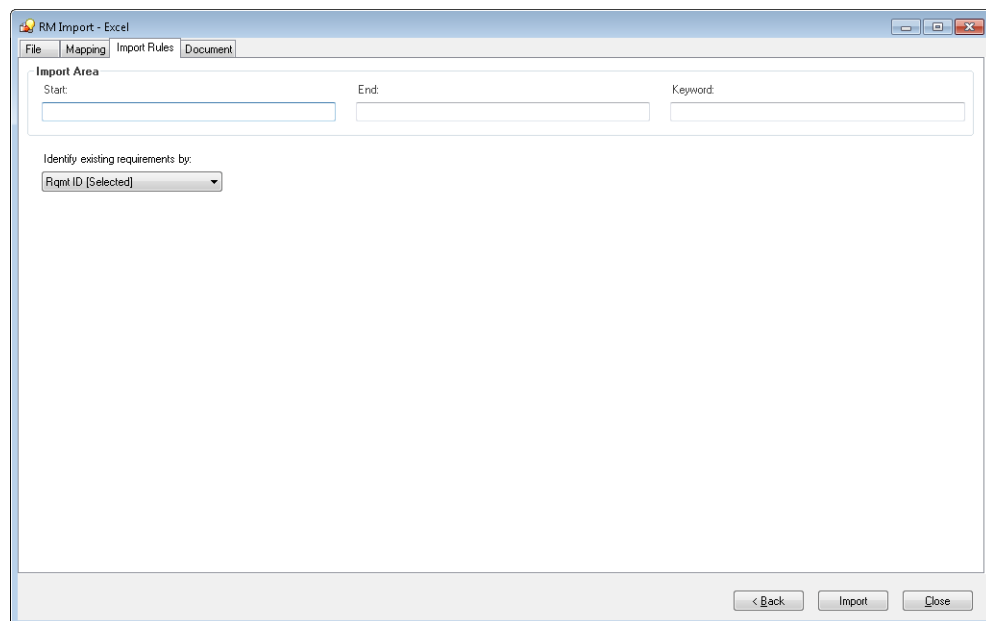 RM Import - Excel
File Mapping Import Rules Document
Import Area
Start: End: Keyword:
Identify existing requirements by:
Rqmt ID [Selected]
< Back Import Close